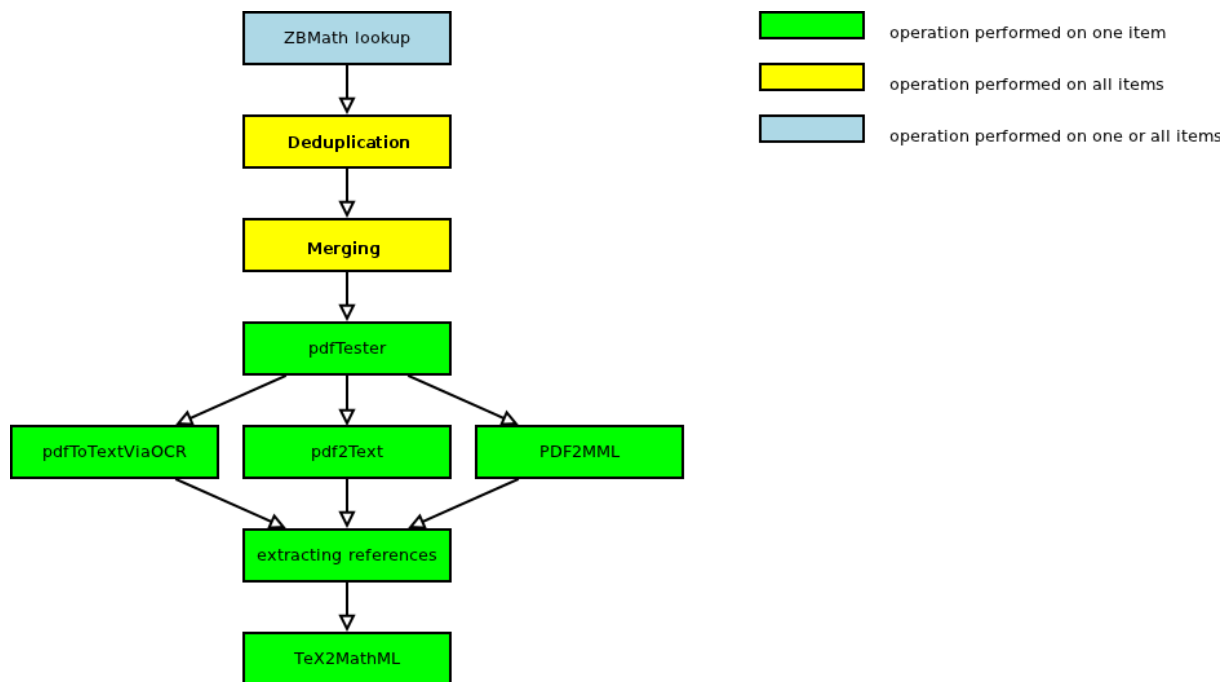 ZBMath lookup
Deduplication
Merging
pdfTester
pdfToTextViaOCR
pdf2Text
PDF2MML
extracting references
TeX2MathML
operation performed on one item
operation performed on all items
operation performed on one or all items